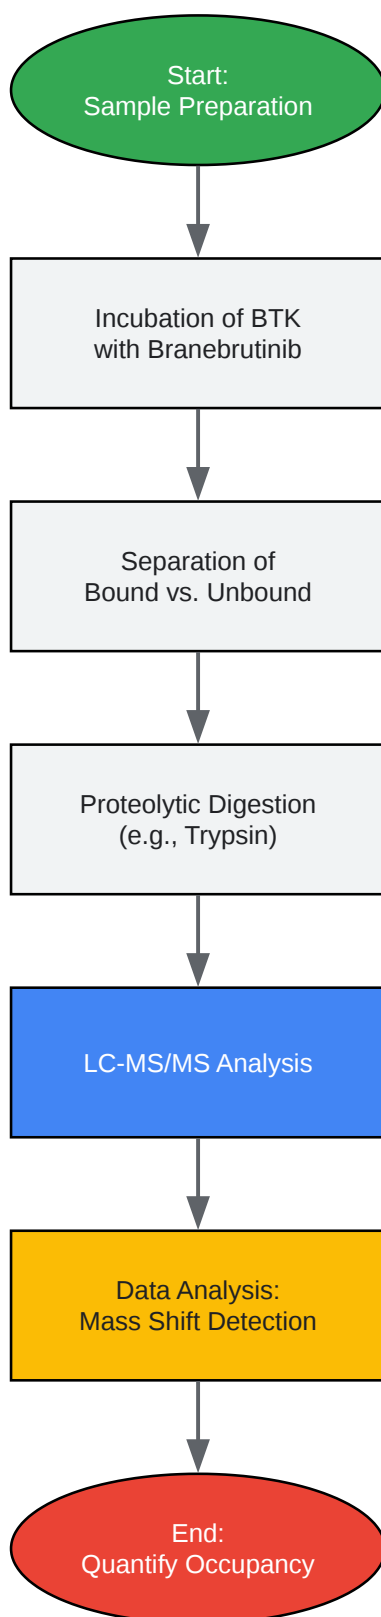 Start:
Sample Preparation
Incubation of BTK
with Branebrutinib
Separation of
Bound vs. Unbound
Proteolytic Digestion
(e.g., Trypsin)
LC-MS/MS Analysis
Data Analysis:
Mass Shift Detection
End:
Quantify Occupancy